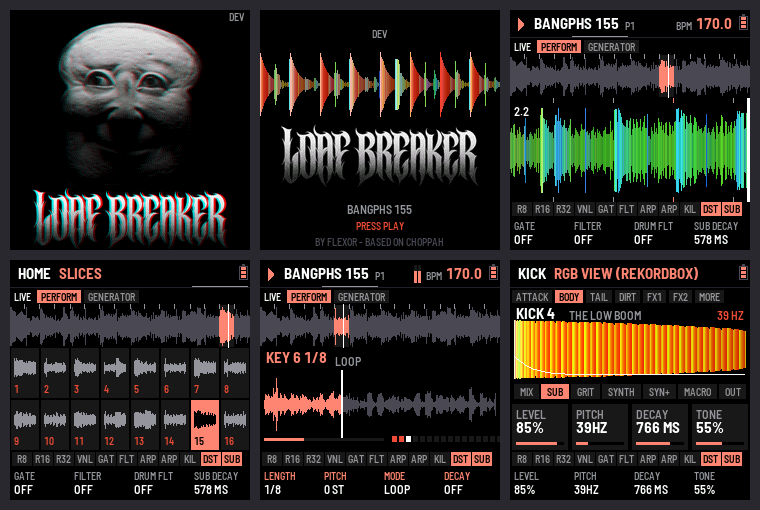 DEV
LOAF BREAKER
DEV
LOAF BREAKER
BANGPHS 155
PRESS PLAY
BY FLEXOR - BASED ON CHOPPAH
BANGPHS 155 P1 BPM 170.0
LIVE PERFORM GENERATOR
2.2
R8 R16 R32 VNL GAT FLT ARP ARP KIL DST SUB
GATE FILTER DRUM FLT SUB DECAY
OFF OFF OFF 578 MS
HOME SLICES
LIVE PERFORM GENERATOR
1 2 3 4 5 6 7 8
9 10 11 12 13 14 15 16
R8 R16 R32 VNL GAT FLT ARP ARP KIL DST SUB
GATE FILTER DRUM FLT SUB DECAY
OFF OFF OFF 578 MS
BANGPHS 155 P1 BPM 170.0
LIVE PERFORM GENERATOR
KEY 6 1/8 LOOP
R8 R16 R32 VNL GAT FLT ARP ARP KIL DST SUB
LENGTH PITCH MODE DECAY
1/8 0 ST LOOP OFF
KICK RGB VIEW (REKORDBOX)
ATTACK BODY TAIL DIRT FX1 FX2 MORE
KICK 4 THE LOW BOOM 39 HZ
MIX SUB GRIT SYNTH SYN+ MACRO OUT
LEVEL PITCH DECAY TONE
85% 39HZ 766 MS 55%
R8 R16 R32 VNL GAT FLT ARP ARP KIL DST SUB
LEVEL PITCH DECAY TONE
85% 39HZ 766 MS 55%